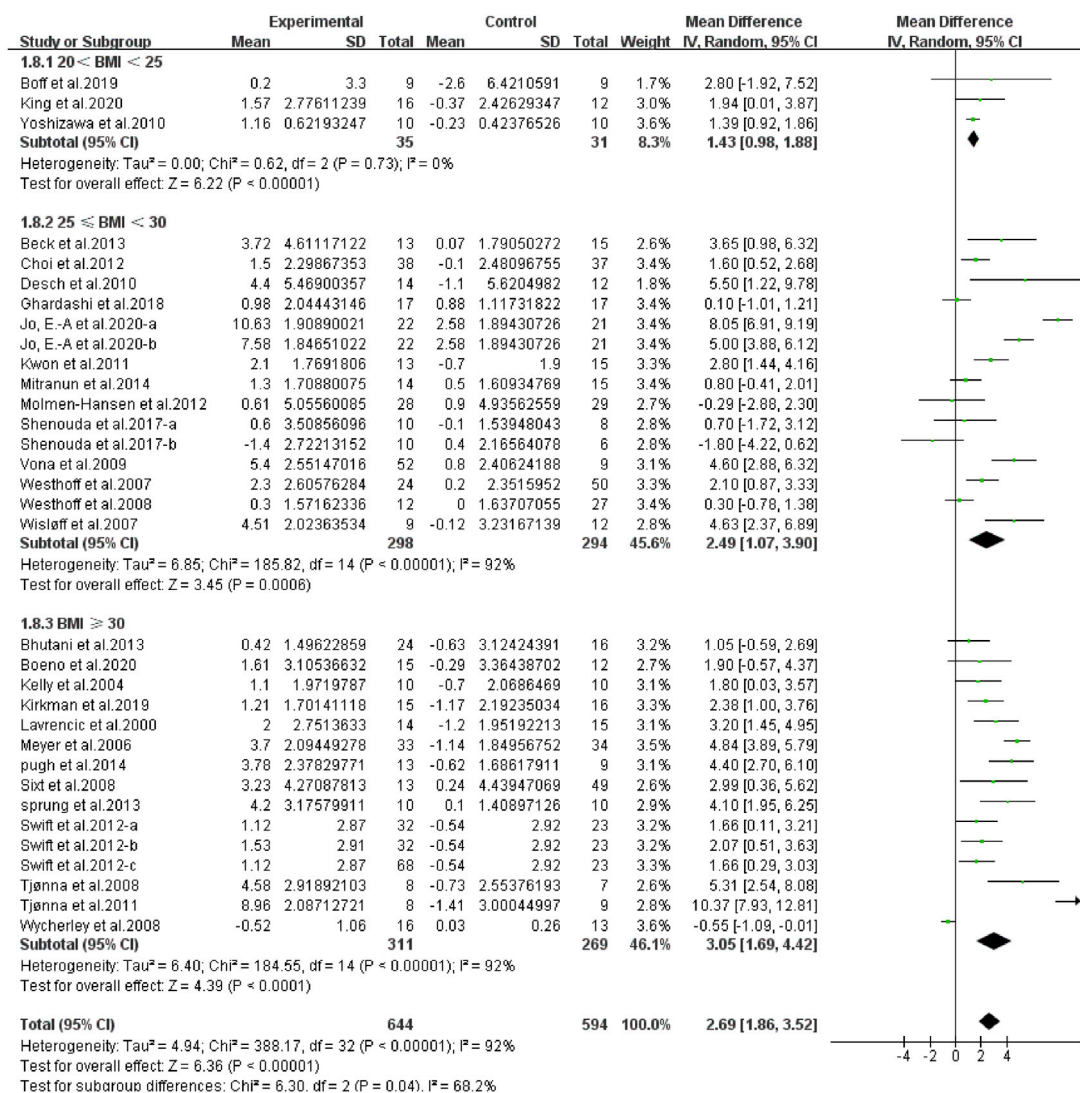 Experimental Control Mean Difference Mean Difference
Study or Subgroup Mean SD Total Mean SD Total Weight IV, Random, 95% CI IV, Random, 95% CI
1.8.1 20＜BMI＜25
Boff et al.2019 0.2 3.3 9 -2.6 6.4210591 9 1.7% 2.80 [-1.92, 7.52]
King et al.2020 1.57 2.77611239 16 -0.37 2.42629347 12 3.0% 1.94 [0.01, 3.87]
Yoshizawa et al.2010 1.16 0.62193247 10 -0.23 0.42376526 10 3.6% 1.39 [0.92, 1.86]
Subtotal (95% CI) 35 31 8.3% 1.43 [0.98, 1.88]
Heterogeneity: Tau² = 0.00; Chi² = 0.62, df = 2 (P = 0.73); I² = 0%
Test for overall effect: Z = 6.22 (P < 0.00001)
1.8.2 25 ≤ BMI＜30
Beck et al.2013 3.72 4.61117122 13 0.07 1.79050272 15 2.6% 3.65 [0.98, 6.32]
Choi et al.2012 1.5 2.29867353 38 -0.1 2.48096755 37 3.4% 1.60 [0.52, 2.68]
Desch et al.2010 4.4 5.46900357 14 -1.1 5.6204982 12 1.8% 5.50 [1.22, 9.78]
Ghardashi et al.2018 0.98 2.04443146 17 0.88 1.11731822 17 3.4% 0.10 [-1.01, 1.21]
Jo, E.-A et al.2020-a 10.63 1.90890021 22 2.58 1.89430726 21 3.4% 8.05 [6.91, 9.19]
Jo, E.-A et al.2020-b 7.58 1.84651022 22 2.58 1.89430726 21 3.4% 5.00 [3.88, 6.12]
Kwon et al.2011 2.1 1.7691806 13 -0.7 1.9 15 3.3% 2.80 [1.44, 4.16]
Mitranun et al.2014 1.3 1.70880075 14 0.5 1.60934769 15 3.4% 0.80 [-0.41, 2.01]
Molmen-Hansen et al.2012 0.61 5.05560085 28 0.9 4.93562559 29 2.7% -0.29 [-2.88, 2.30]
Shenouda et al.2017-a 0.6 3.50856096 10 -0.1 1.53948043 8 2.8% 0.70 [-1.72, 3.12]
Shenouda et al.2017-b -1.4 2.72213152 10 0.4 2.16564078 6 2.8% -1.80 [-4.22, 0.62]
Vona et al.2009 5.4 2.55147016 52 0.8 2.40624188 9 3.1% 4.60 [2.88, 6.32]
Westhoff et al.2007 2.3 2.60576284 24 0.2 2.3515952 50 3.3% 2.10 [0.87, 3.33]
Westhoff et al.2008 0.3 1.57162336 12 0 1.63707055 27 3.4% 0.30 [-0.78, 1.38]
Wisløff et al.2007 4.51 2.02363534 9 -0.12 3.23167139 12 2.8% 4.63 [2.37, 6.89]
Subtotal (95% CI) 298 294 45.6% 2.49 [1.07, 3.90]
Heterogeneity: Tau² = 6.85; Chi² = 185.82, df = 14 (P < 0.00001); I² = 92%
Test for overall effect: Z = 3.45 (P = 0.0006)
1.8.3 BMI ≥ 30
Bhutani et al.2013 0.42 1.49622859 24 -0.63 3.12424391 16 3.2% 1.05 [-0.59, 2.69]
Boeno et al.2020 1.61 3.10536632 15 -0.29 3.36438702 12 2.7% 1.90 [-0.57, 4.37]
Kelly et al.2004 1.1 1.9719787 10 -0.7 2.0686469 10 3.1% 1.80 [0.03, 3.57]
Kirkman et al.2019 1.21 1.70141118 15 -1.17 2.19235034 16 3.3% 2.38 [1.00, 3.76]
Lavrencic et al.2000 2 2.7513633 14 -1.2 1.95192213 15 3.1% 3.20 [1.45, 4.95]
Meyer et al.2006 3.7 2.09449278 33 -1.14 1.84956752 34 3.5% 4.84 [3.89, 5.79]
pugh et al.2014 3.78 2.37829771 13 -0.62 1.68617911 9 3.1% 4.40 [2.70, 6.10]
Sixt et al.2008 3.23 4.27087813 13 0.24 4.43947069 49 2.6% 2.99 [0.36, 5.62]
sprung et al.2013 4.2 3.17579911 10 0.1 1.40897126 10 2.9% 4.10 [1.95, 6.25]
Swift et al.2012-a 1.12 2.87 32 -0.54 2.92 23 3.2% 1.66 [0.11, 3.21]
Swift et al.2012-b 1.53 2.91 32 -0.54 2.92 23 3.2% 2.07 [0.51, 3.63]
Swift et al.2012-c 1.12 2.87 68 -0.54 2.92 23 3.3% 1.66 [0.29, 3.03]
Tjønna et al.2008 4.58 2.91892103 8 -0.73 2.55376193 7 2.6% 5.31 [2.54, 8.08]
Tjønna et al.2011 8.96 2.08712721 8 -1.41 3.00044997 9 2.8% 10.37 [7.93, 12.81]
Wycherley et al.2008 -0.52 1.06 16 0.03 0.26 13 3.6% -0.55 [-1.09, -0.01]
Subtotal (95% CI) 311 269 46.1% 3.05 [1.69, 4.42]
Heterogeneity: Tau² = 6.40; Chi² = 184.55, df = 14 (P < 0.00001); I² = 92%
Test for overall effect: Z = 4.39 (P < 0.0001)
Total (95% CI) 644 594 100.0% 2.69 [1.86, 3.52]
Heterogeneity: Tau² = 4.94; Chi² = 388.17, df = 32 (P < 0.00001); I² = 92%
Test for overall effect: Z = 6.36 (P < 0.00001)
Test for subgroup differences: Chi² = 6.30, df = 2 (P = 0.04), I² = 68.2%
-4 -2 0 2 4